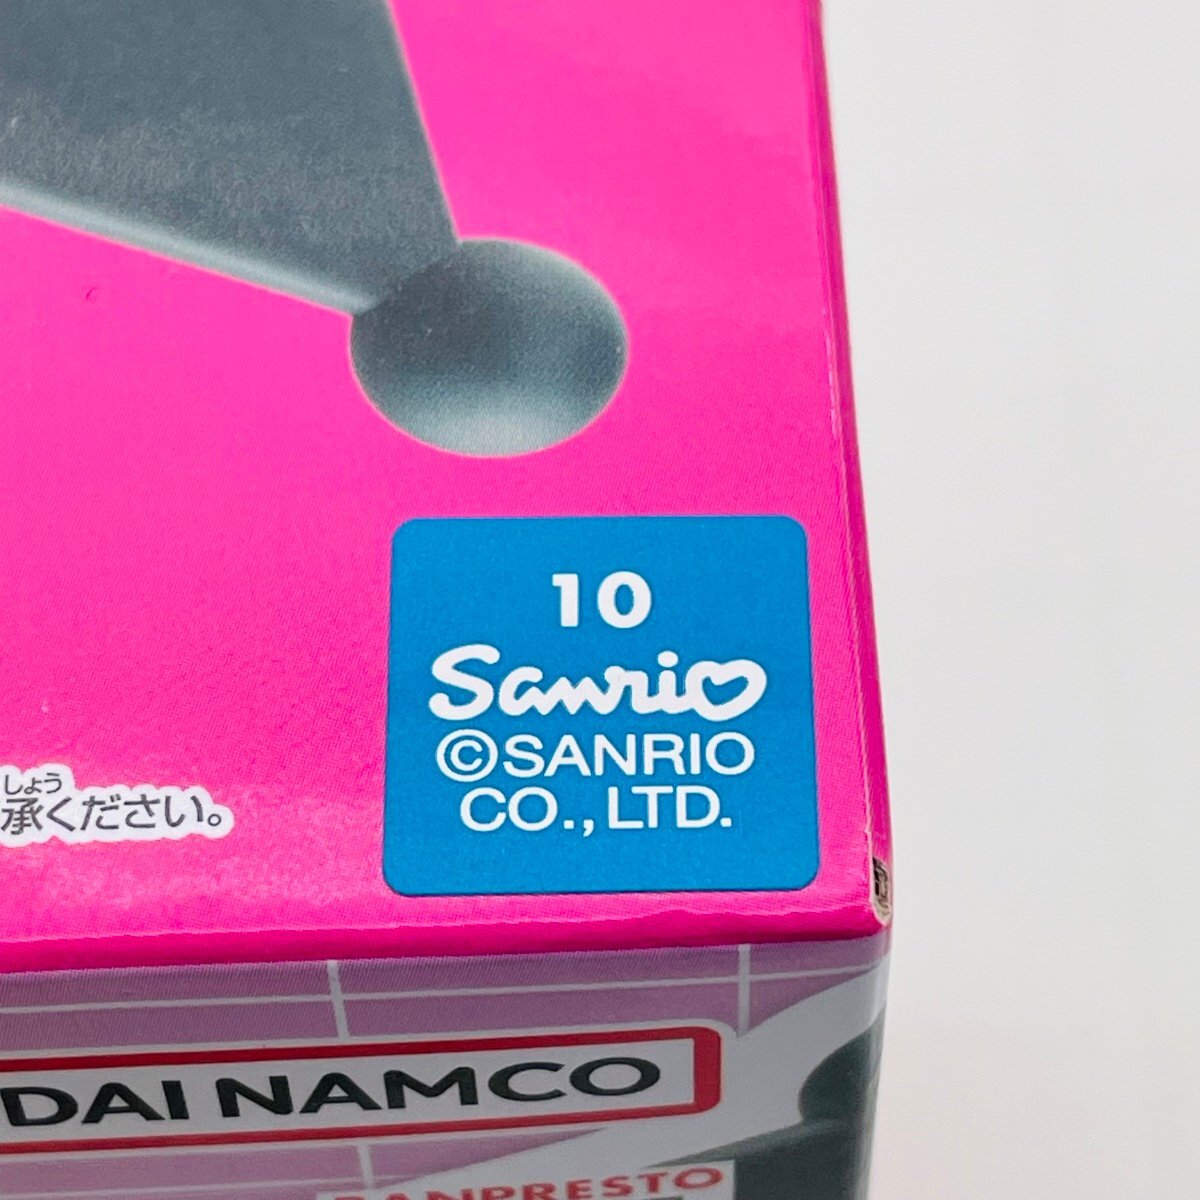 10
Sanrio
©SANRIO
CO., LTD.
しょう
承ください。
DAI NAMCO
BANPRESTO